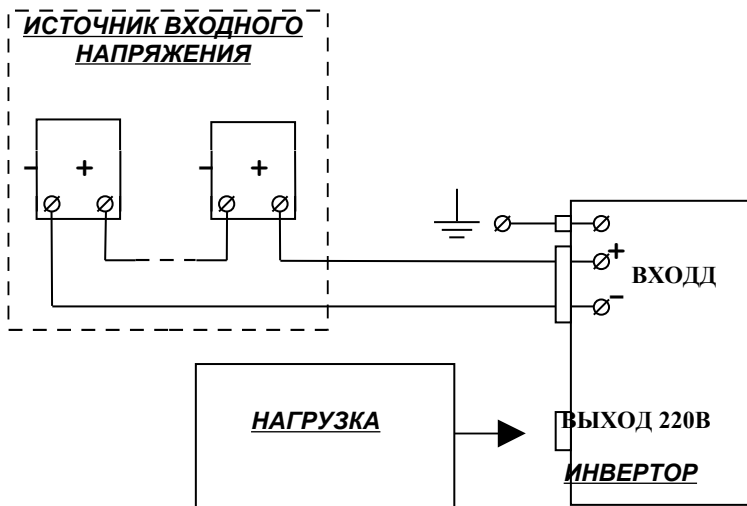 ИСТОЧНИК ВХОДНОГО
НАПРЯЖЕНИЯ
- + - +
+
ВХОДД
-
НАГРУЗКА
ВЫХОД 220В
ИНВЕРТОР